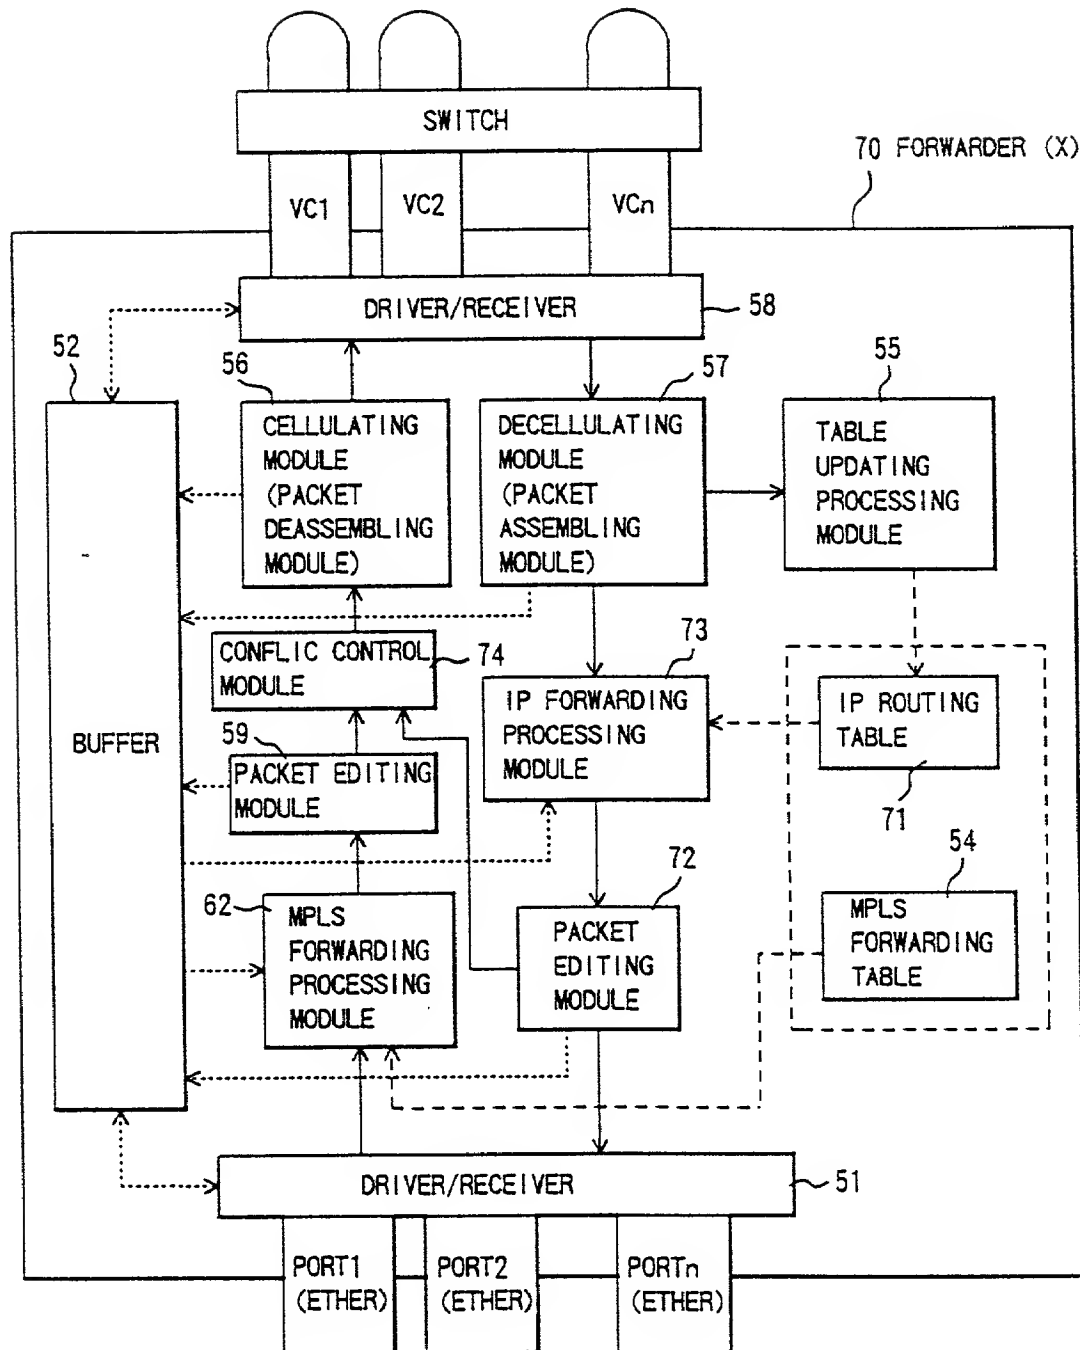 SWITCH
70 FORWARDER (X)
VC1
VC2
VCn
DRIVER/RECEIVER
58
52
56
57
55
CELLULATING
MODULE
(PACKET
DEASSEMBLING
MODULE)
DECELLULATING
MODULE
(PACKET
ASSEMBLING
MODULE)
TABLE
UPDATING
PROCESSING
MODULE
CONFLIC CONTROL
MODULE
74
73
IP FORWARDING
PROCESSING
MODULE
IP ROUTING
TABLE
71
BUFFER
59
PACKET EDITING
MODULE
62
MPLS
FORWARDING
PROCESSING
MODULE
72
PACKET
EDITING
MODULE
54
MPLS
FORWARDING
TABLE
DRIVER/RECEIVER
51
PORT1
(ETHER)
PORT2
(ETHER)
PORTn
(ETHER)